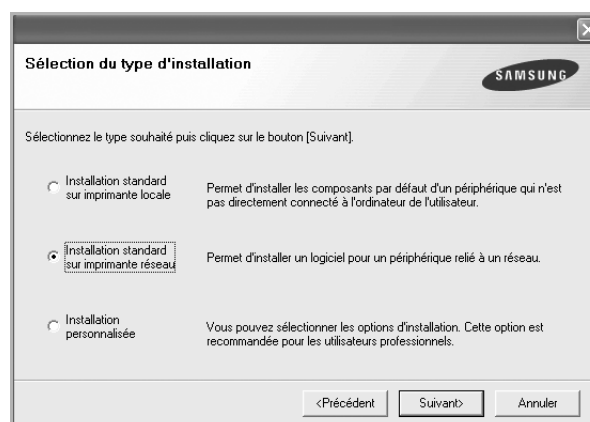 Sélection du type d'installation
SAMSUNG
Sélectionnez le type souhaité puis cliquez sur le bouton [Suivant].
Installation standard
sur imprimante locale
Permet d'installer les composants par défaut d'un périphérique qui n'est
pas directement connecté à l'ordinateur de l'utilisateur.
Installation standard
sur imprimante réseau
Permet d'installer un logiciel pour un périphérique relié à un réseau.
Installation
personnalisée
Vous pouvez sélectionner les options d'installation. Cette option est
recommandée pour les utilisateurs professionnels.
<Précédent
Suivant>
Annuler